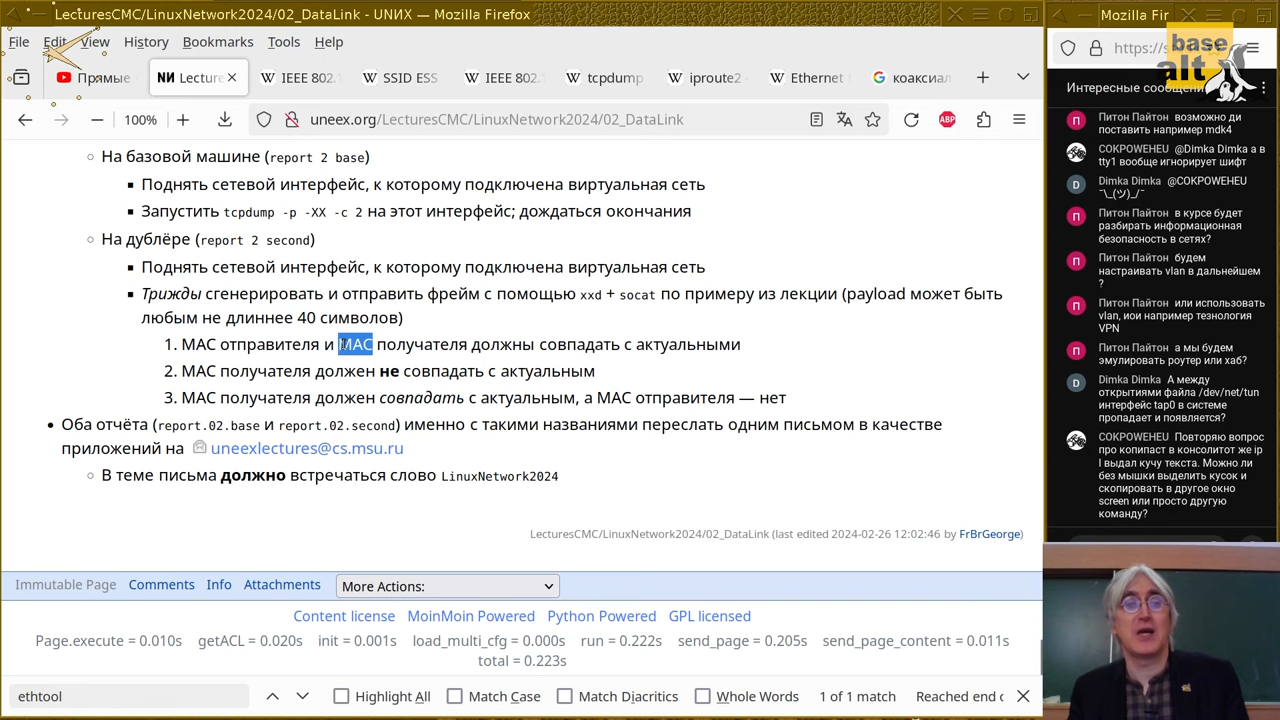 LecturesCMC/LinuxNetwork2024/02_DataLink - UNИX — Mozilla Firefox
File Edit View History Bookmarks Tools Help
Прямые
Lecture
IEEE 802.1
SSID ESS
IEEE 802.1
tcpdump
iproute2 -
Ethernet
коаксиал
100%
uneex.org/LecturesCMC/LinuxNetwork2024/02_DataLink
ABP
На базовой машине (report 2 base)
Поднять сетевой интерфейс, к которому подключена виртуальная сеть
Запустить tcpdump -p -XX -c 2 на этот интерфейс; дождаться окончания
На дублёре (report 2 second)
Поднять сетевой интерфейс, к которому подключена виртуальная сеть
Трижды сгенерировать и отправить фрейм с помощью xxd + socat по примеру из лекции (payload может быть
любым не длиннее 40 символов)
1. MAC отправителя и MAC получателя должны совпадать с актуальными
2. MAC получателя должен не совпадать с актуальным
3. MAC получателя должен совпадать с актуальным, а MAC отправителя — нет
Оба отчёта (report.02.base и report.02.second) именно с такими названиями переслать одним письмом в качестве
приложений на uneexlectures@cs.msu.ru
В теме письма должно встречаться слово LinuxNetwork2024
LecturesCMC/LinuxNetwork2024/02_DataLink (last edited 2024-02-26 12:02:46 by FrBrGeorge)
Immutable Page Comments Info Attachments More Actions:
Content license MoinMoin Powered Python Powered GPL licensed
Page.execute = 0.010s getACL = 0.020s init = 0.001s load_multi_cfg = 0.000s run = 0.222s send_page = 0.205s send_page_content = 0.011s
total = 0.223s
ethtool
Highlight All Match Case Match Diacritics Whole Words 1 of 1 match Reached end o
Mozilla Fir
https://s
base
alt
Интересные сообщени
Питон Пайтон возможно ди
поставить например mdk4
COKPOWEHEU @Dimka Dimka а в
tty1 вообще игнорирует шифт
Dimka Dimka @COKPOWEHEU
¯\_(ツ)_/¯
Питон Пайтон в курсе будет
разбирать информационная
безопасность в сетях?
Питон Пайтон будем
настраивать vlan в дальнейшем
?
Питон Пайтон или использовать
vlan, иои например тезнология
VPN
Питон Пайтон а мы будем
эмулировать роутер или хаб?
Dimka Dimka А между
открытиями файла /dev/net/tun
интерфейс tap0 в системе
пропадает и появляется?
COKPOWEHEU Повторяю вопрос
про копипаст в консолитот же ip
l выдал кучу текста. Можно ли
без мышки выделить кусок и
скопировать в другое окно
screen или просто другую
команду?